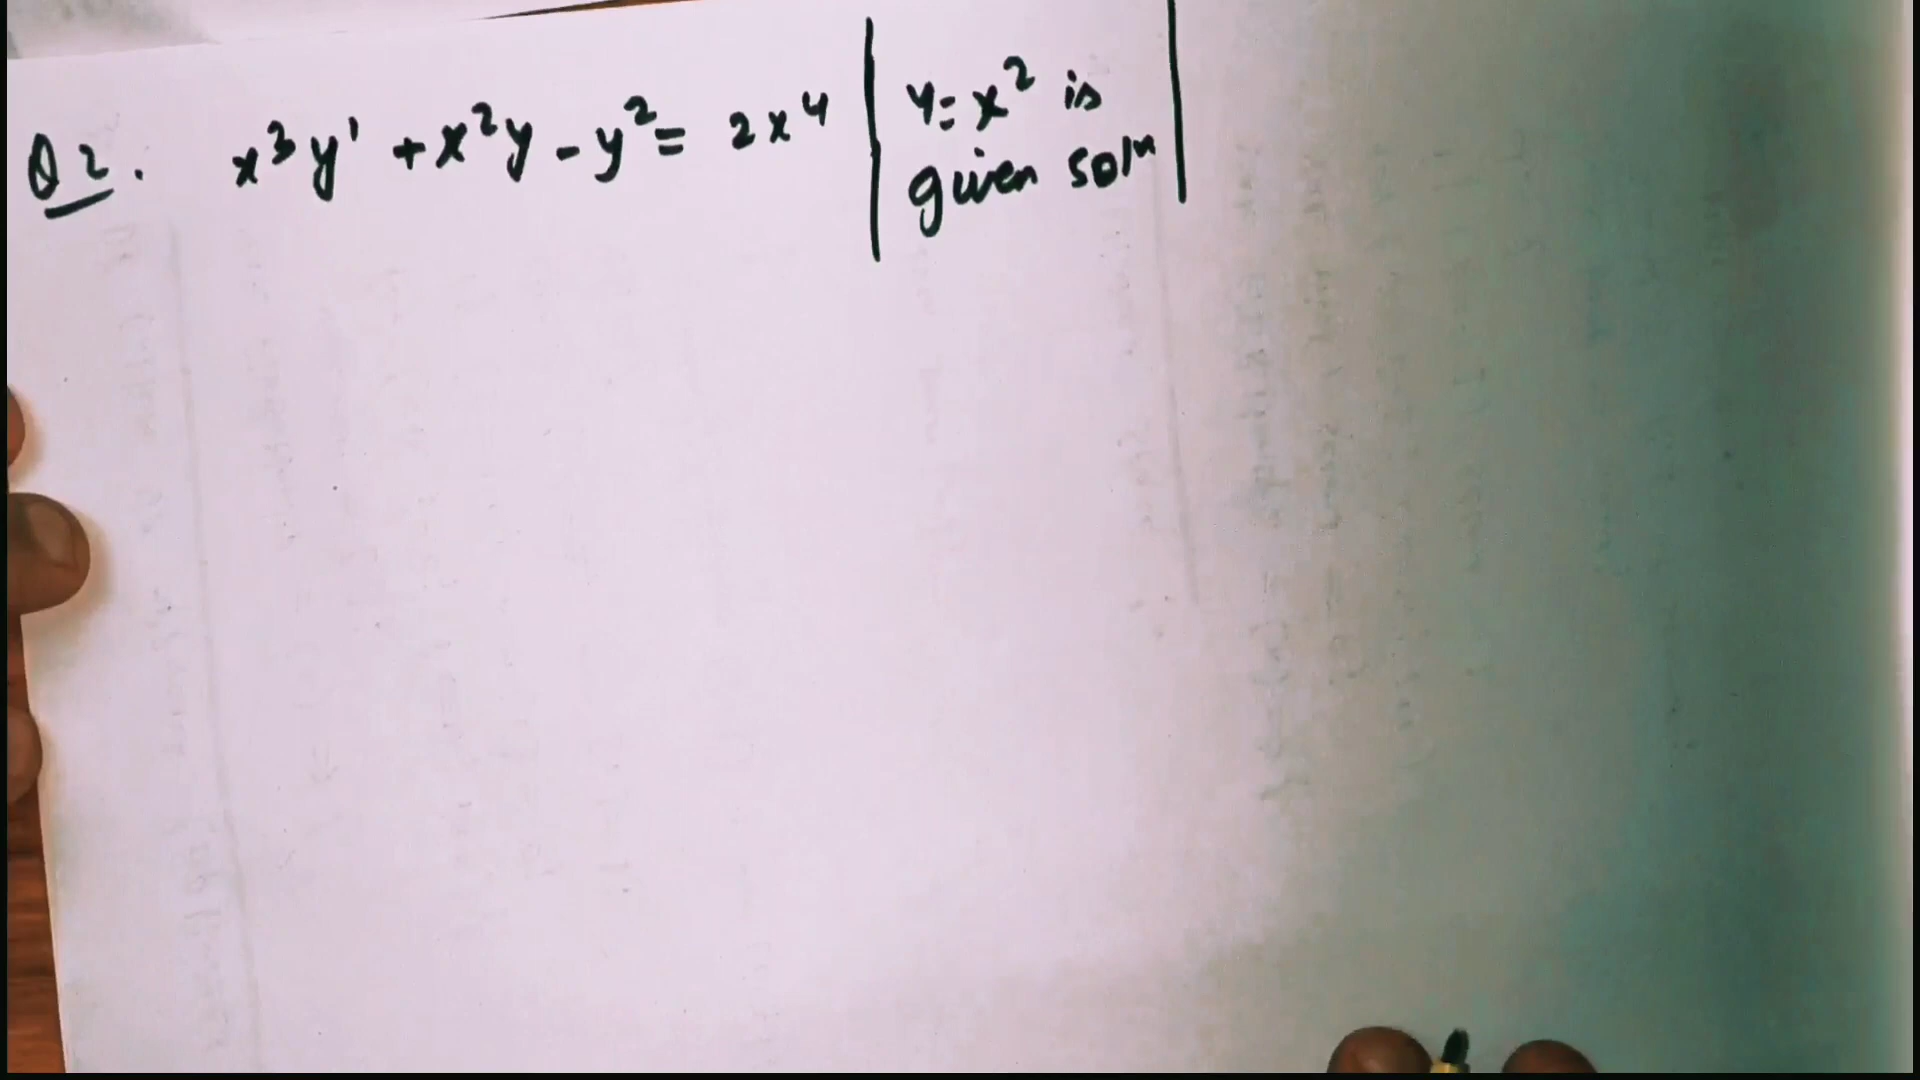 Q2. x³y' + x²y - y² = 2x⁴ | y = x² is
given solⁿ |